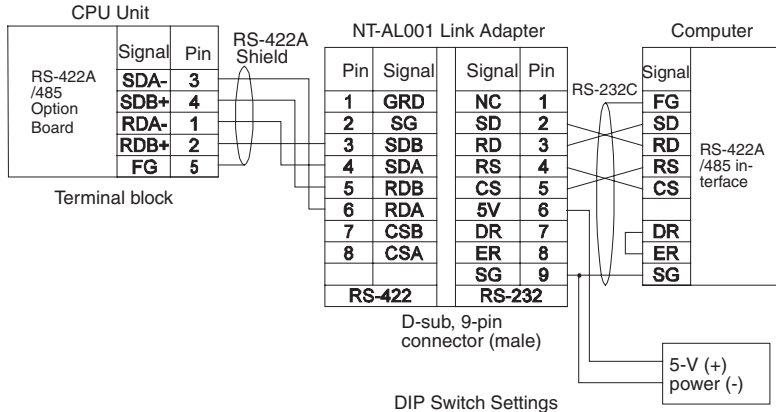 CPU Unit
RS-422A
/485
Option
Board
Signal Pin
SDA- 3
SDB+ 4
RDA- 1
RDB+ 2
FG 5
Terminal block
RS-422A
Shield
NT-AL001 Link Adapter
Pin Signal
1 GRD
2 SG
3 SDB
4 SDA
5 RDB
6 RDA
7 CSB
8 CSA
RS-422
Signal Pin
NC 1
SD 2
RD 3
RS 4
CS 5
5V 6
DR 7
ER 8
SG 9
RS-232
D-sub, 9-pin
connector (male)
RS-232C
Computer
Signal
FG
SD
RD
RS
CS
DR
ER
SG
RS-422A
/485 in-
terface
5-V (+)
power (-)
DIP Switch Settings